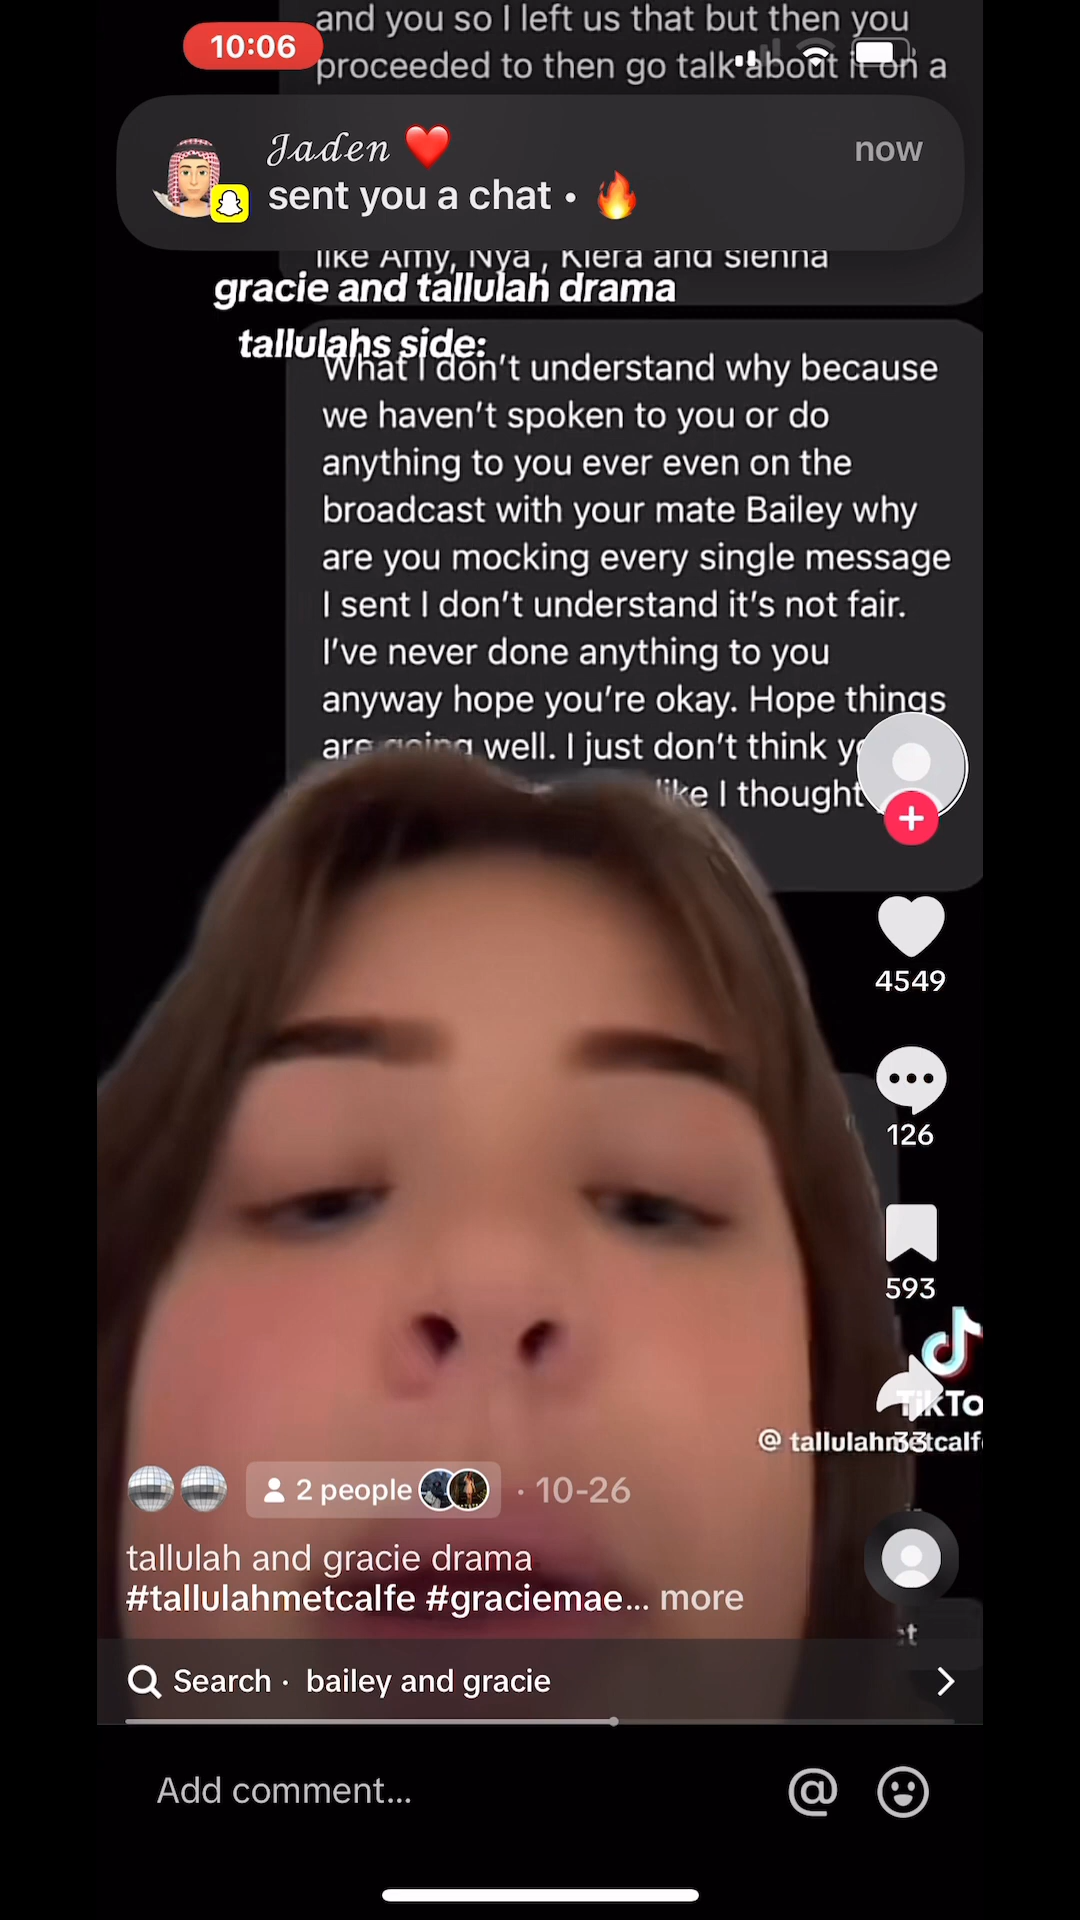 and you so I left us that but then you
10:06
proceeded to then go talk about it on a
Jaden ❤️
now
sent you a chat • 🔥
like Amy, Nya , Kiera and sienna
gracie and tallulah drama
tallulahs side:
What I don't understand why because
we haven't spoken to you or do
anything to you ever even on the
broadcast with your mate Bailey why
are you mocking every single message
I sent I don't understand it's not fair.
I've never done anything to you
anyway hope you're okay. Hope things
are going well. I just don't think
like I thought
4549
126
593
TikTo
33
@ tallulahmetcalf
2 people
· 10-26
tallulah and gracie drama
#tallulahmetcalfe #graciemae... more
Search · bailey and gracie
Add comment...